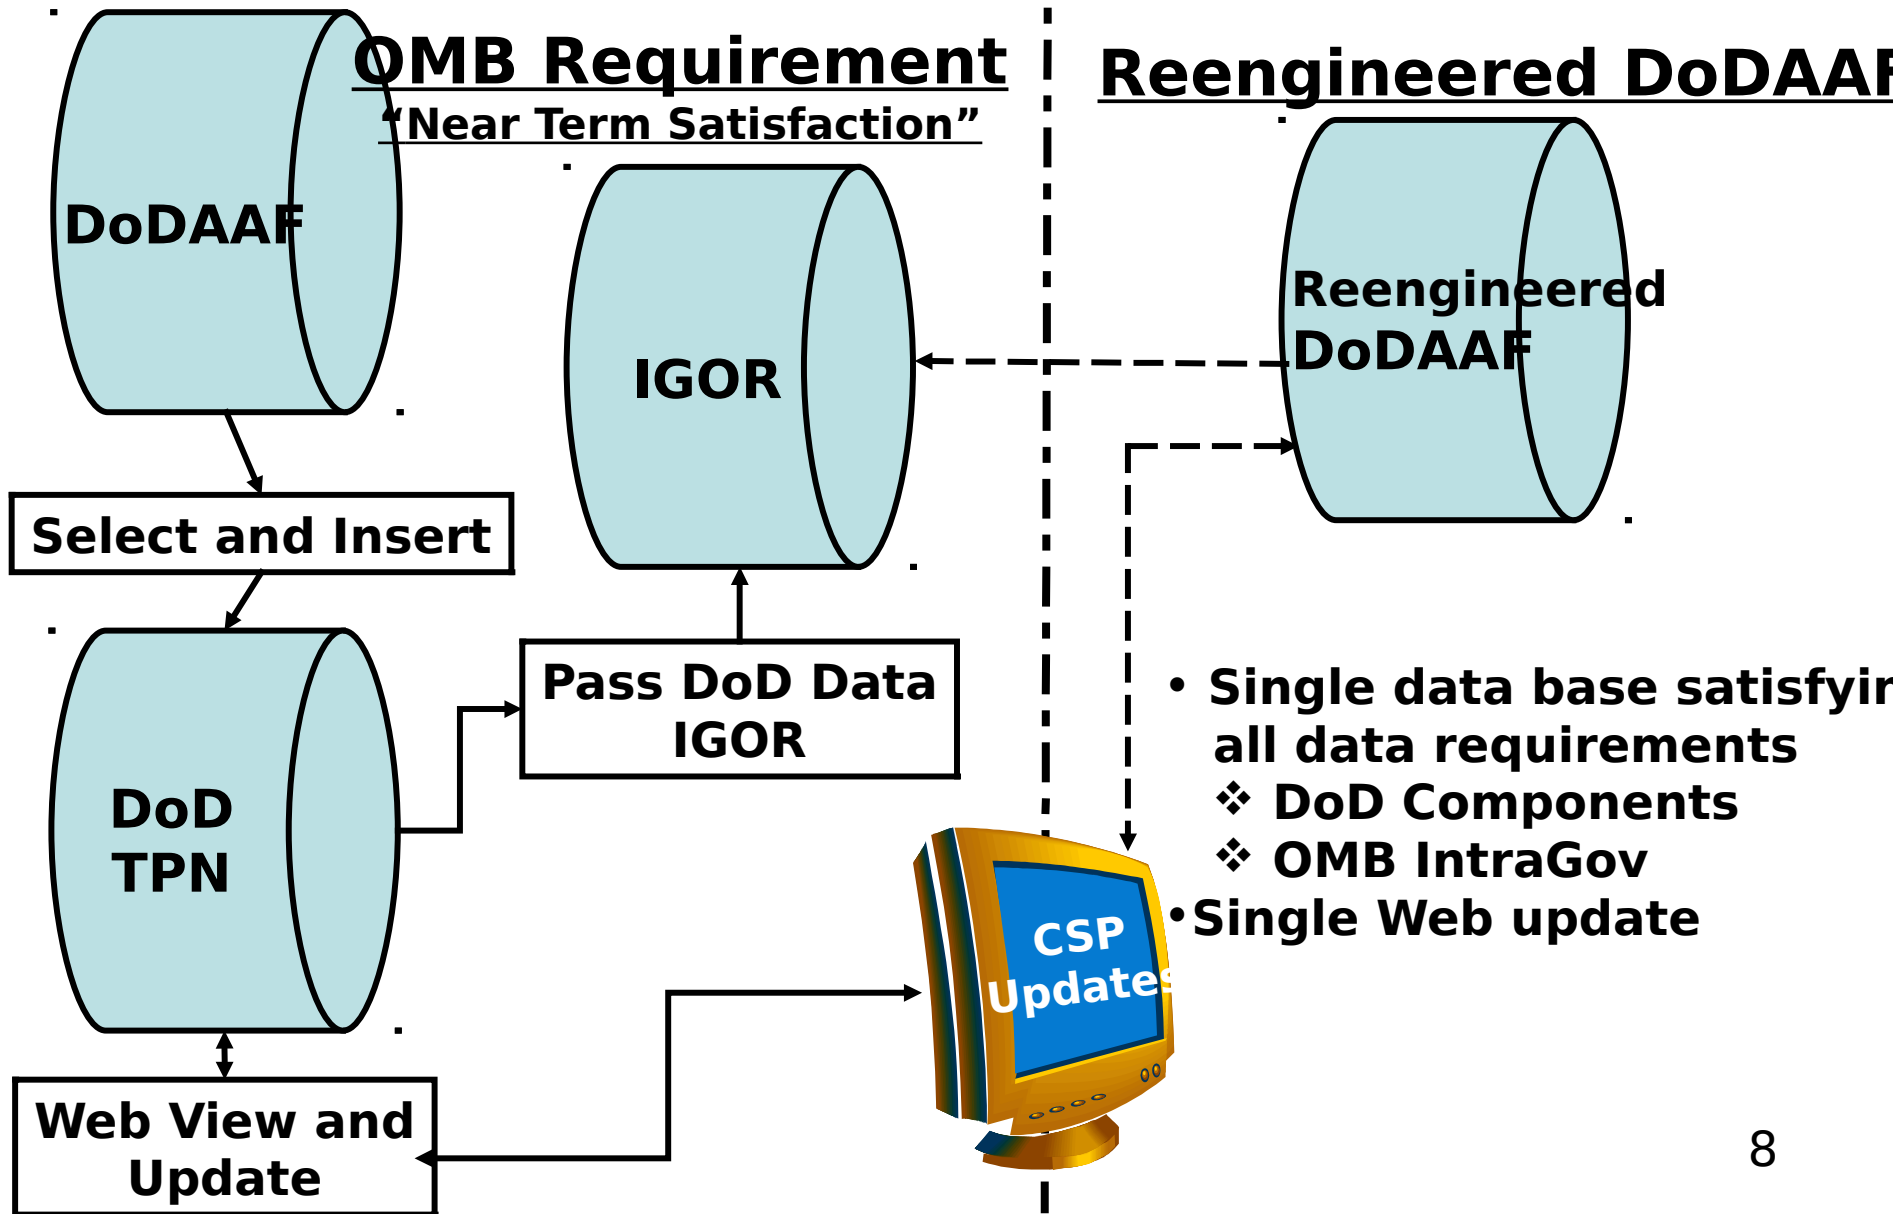 OMB Requirement
“Near Term Satisfaction”
DoDAAF
IGOR
Select and Insert
Pass DoD Data
IGOR
DoD
TPN
Web View and
Update
CSP
Updates
Reengineered DoDAAF
Reengineered
DoDAAF
• Single data base satisfyin
all data requirements
❖ DoD Components
❖ OMB IntraGov
•Single Web update
8